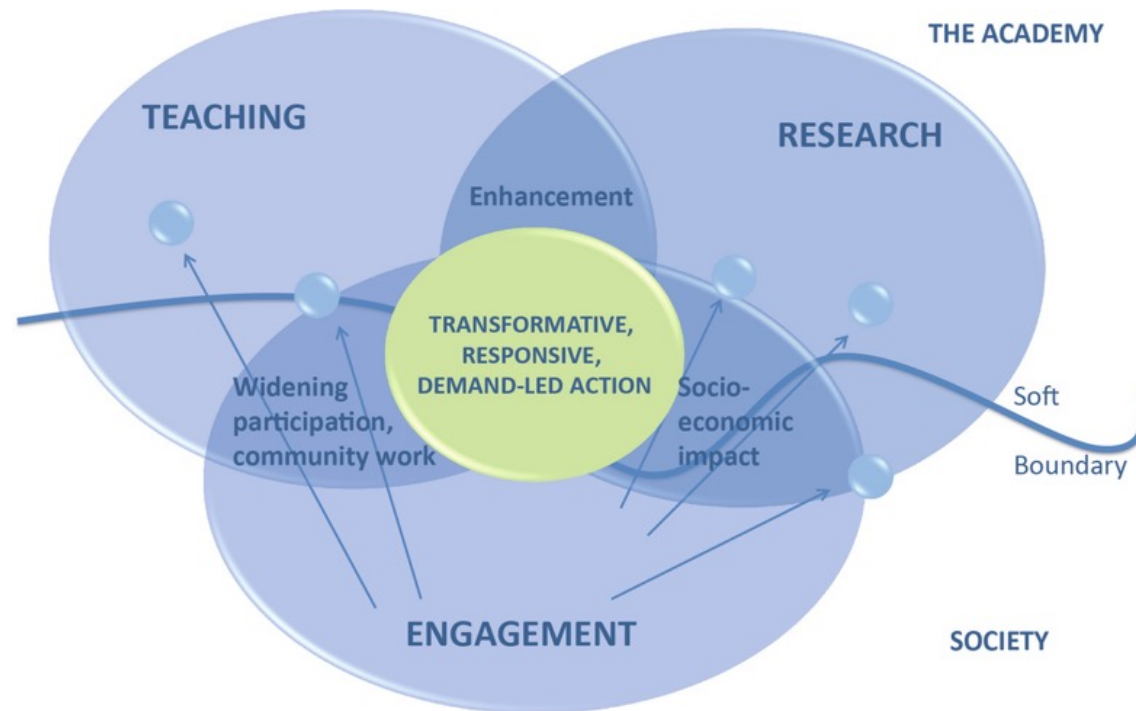 THE ACADEMY
TEACHING
RESEARCH
Enhancement
TRANSFORMATIVE,
RESPONSIVE,
DEMAND-LED ACTION
Widening
participation,
community work
Socio-
economic
impact
Soft
Boundary
ENGAGEMENT
SOCIETY